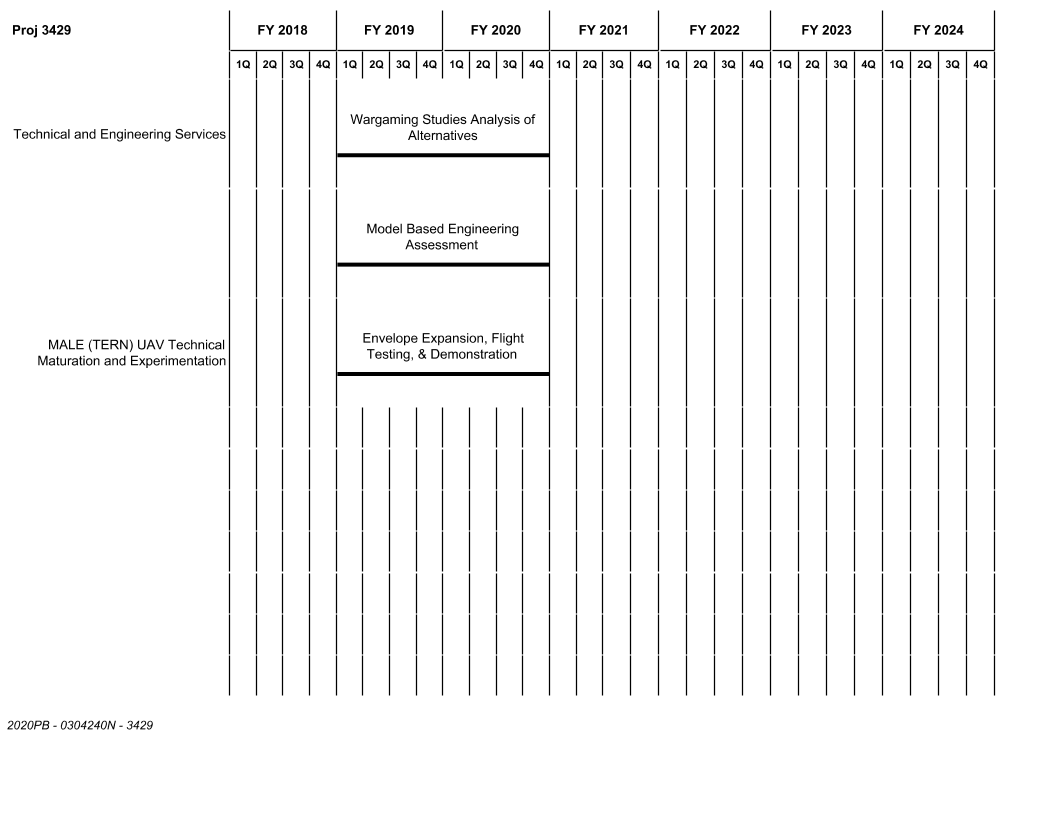 Proj 3429 FY 2018 FY 2019 FY 2020 FY 2021 FY 2022 FY 2023 FY 2024
1Q 2Q 3Q 4Q 1Q 2Q 3Q 4Q 1Q 2Q 3Q 4Q 1Q 2Q 3Q 4Q 1Q 2Q 3Q 4Q 1Q 2Q 3Q 4Q 1Q 2Q 3Q 4Q
Technical and Engineering Services
Wargaming Studies Analysis of
Alternatives
Model Based Engineering
Assessment
MALE (TERN) UAV Technical
Maturation and Experimentation
Envelope Expansion, Flight
Testing, & Demonstration
2020PB - 0304240N - 3429